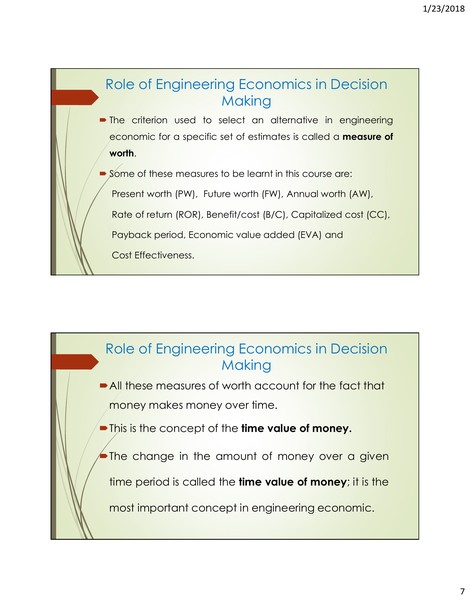 1/23/2018
Role of Engineering Economics in Decision
Making
The criterion used to select an alternative in engineering
economic for a specific set of estimates is called a measure of
worth.
Some of these measures to be learnt in this course are:
Present worth (PW), Future worth (FW), Annual worth (AW),
Rate of return (ROR), Benefit/cost (B/C), Capitalized cost (CC),
Payback period, Economic value added (EVA) and
Cost Effectiveness.
Role of Engineering Economics in Decision
Making
All these measures of worth account for the fact that
money makes money over time.
This is the concept of the time value of money.
The change in the amount of money over a given
time period is called the time value of money; it is the
most important concept in engineering economic.
7